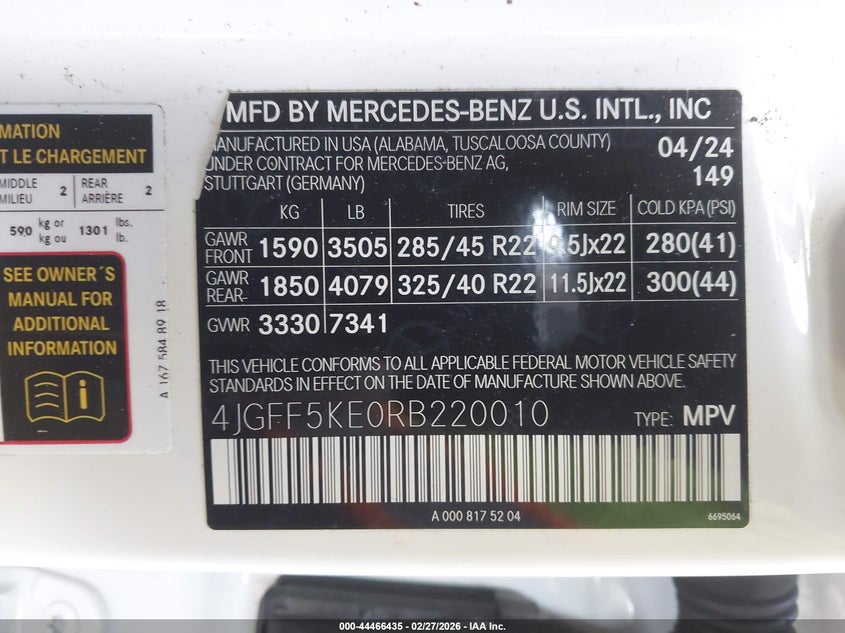 MATION
T LE CHARGEMENT
MIDDLE 2 REAR 2
MILIEU ARRIÈRE
590 kg or 1301 lbs.
kg ou lb.
SEE OWNER´S
MANUAL FOR
ADDITIONAL
INFORMATION
A 167 584 89 18
MFD BY MERCEDES-BENZ U.S. INTL., INC
MANUFACTURED IN USA (ALABAMA, TUSCALOOSA COUNTY) 04/24
UNDER CONTRACT FOR MERCEDES-BENZ AG,
STUTTGART (GERMANY) 149
KG LB TIRES RIM SIZE COLD KPA(PSI)
GAWR FRONT 1590 3505 285/45 R22 9.5Jx22 280(41)
GAWR REAR 1850 4079 325/40 R22 11.5Jx22 300(44)
GVWR 3330 7341
THIS VEHICLE CONFORMS TO ALL APPLICABLE FEDERAL MOTOR VEHICLE SAFETY
STANDARDS IN EFFECT ON THE DATE OF MANUFACTURE SHOWN ABOVE.
4JGFF5KE0RB220010 TYPE: MPV
A 000 817 52 04
6695064
000-44466435 - 02/27/2026 - IAA Inc.